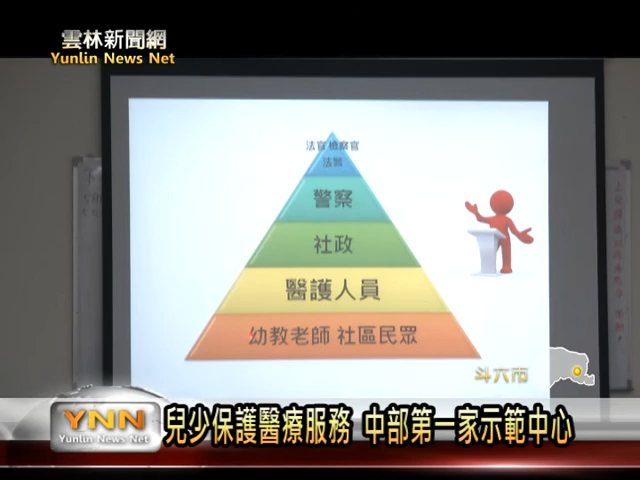 雲林新聞網
Yunlin News Net
法官 檢察官
法醫
警察
社政
醫護人員
幼教老師 社區民眾
斗六市
YNN
Yunlin News Net
兒少保護醫療服務 中部第一家示範中心